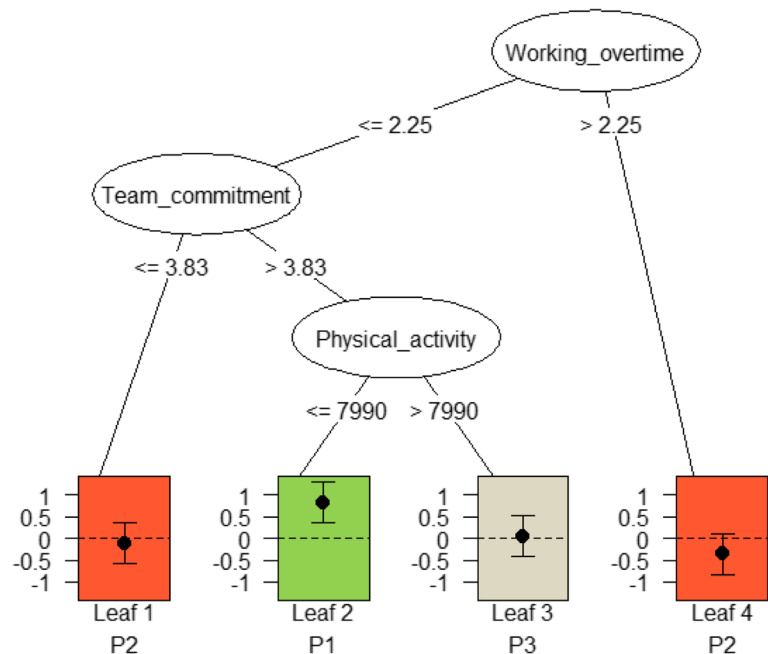 Working_overtime
<= 2.25
> 2.25
Team_commitment
<= 3.83
> 3.83
Physical_activity
<= 7990
> 7990
1
0.5
0
-0.5
-1
1
0.5
0
-0.5
-1
1
0.5
0
-0.5
-1
1
0.5
0
-0.5
-1
Leaf 1
P2
Leaf 2
P1
Leaf 3
P3
Leaf 4
P2